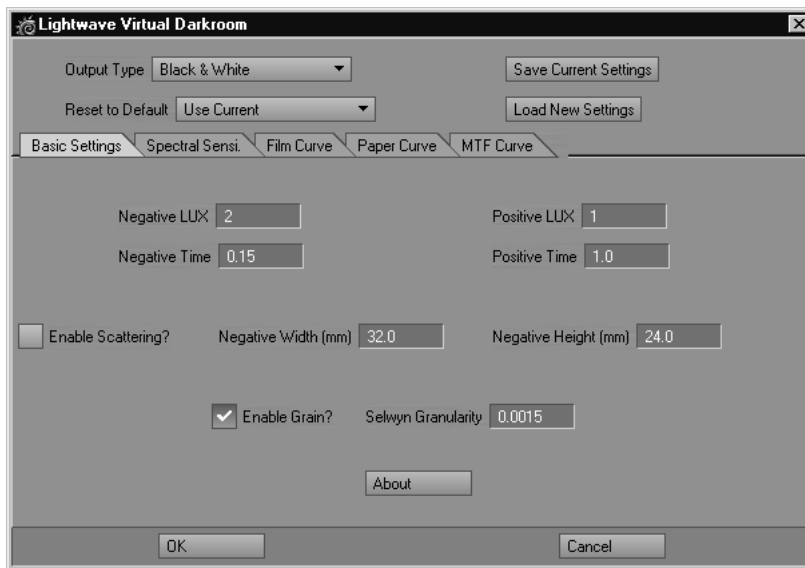 Lightwave Virtual Darkroom
Output Type Black & White Save Current Settings
Reset to Default Use Current Load New Settings
Basic Settings Spectral Sensi. Film Curve Paper Curve MTF Curve
Negative LUX 2 Positive LUX 1
Negative Time 0.15 Positive Time 1.0
Enable Scattering? Negative Width (mm) 32.0 Negative Height (mm) 24.0
Enable Grain? Selwyn Granularity 0.0015
About
OK Cancel